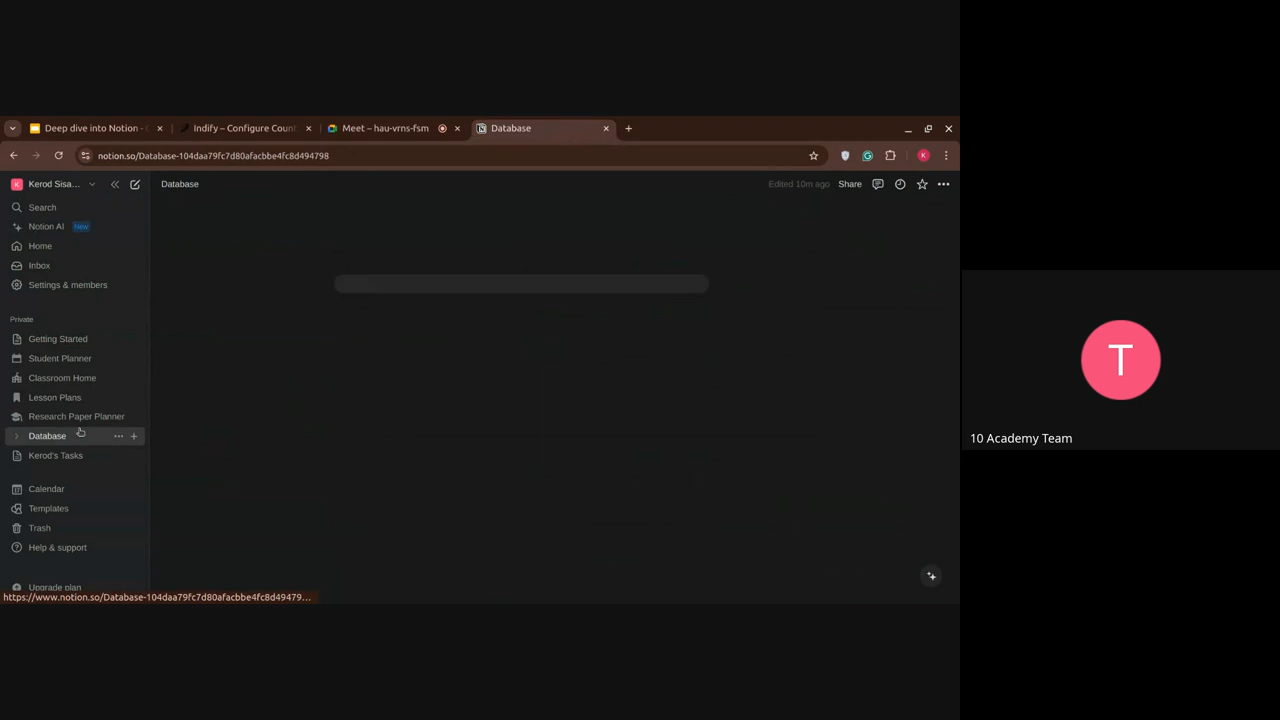 Deep dive into Notion - G
Indify – Configure Count
Meet – hau-vrns-fsm
Database
notion.so/Database-104daa79fc7d80afacbbe4fc8d494798
K
K
Kerod Sisa...
Database
Edited 10m ago
Share
Search
Notion AI New
Home
Inbox
Settings & members
Private
Getting Started
Student Planner
Classroom Home
Lesson Plans
Research Paper Planner
Database
Kerod's Tasks
Calendar
Templates
Trash
Help & support
Upgrade plan
https://www.notion.so/Database-104daa79fc7d80afacbbe4fc8d49479...
T
10 Academy Team